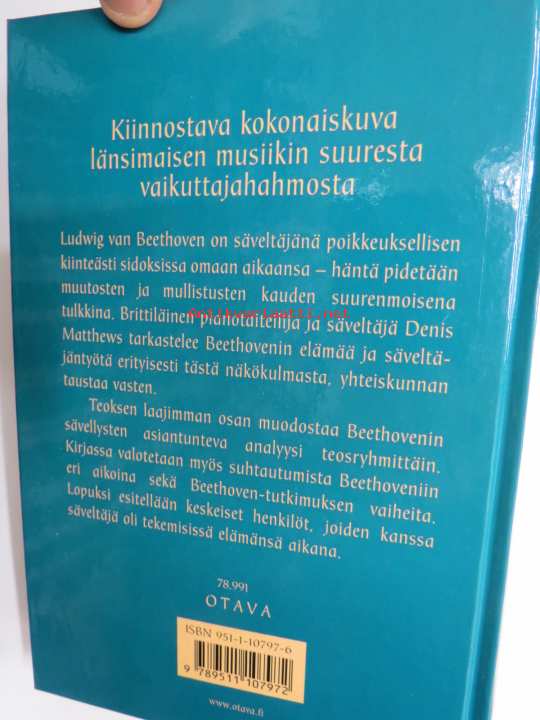 Kiinnostava kokonaiskuva
länsimaisen musiikin suuresta
vaikuttajahahmosta
Ludwig van Beethoven on säveltäjänä poikkeuksellisen
kiinteästi sidoksissa omaan aikaansa – häntä pidetään
muutosten ja mullistusten kauden suurenmoisena
tulkkina. Brittiläinen pianotaiteilija ja säveltäjä Denis
Matthews tarkastelee Beethovenin elämää ja säveltä-
jäntyötä erityisesti tästä näkökulmasta, yhteiskunnan
taustaa vasten.
Teoksen laajimman osan muodostaa Beethovenin
sävellysten asiantunteva analyysi teosryhmittäin.
Kirjassa valotetaan myös suhtautumista Beethoveniin
eri aikoina sekä Beethoven-tutkimuksen vaiheita.
Lopuksi esitellään keskeiset henkilöt, joiden kanssa
säveltäjä oli tekemisissä elämänsä aikana.
78.991
OTAVA
ISBN 951-1-10797-6
9 789511 107972
www.otava.fi